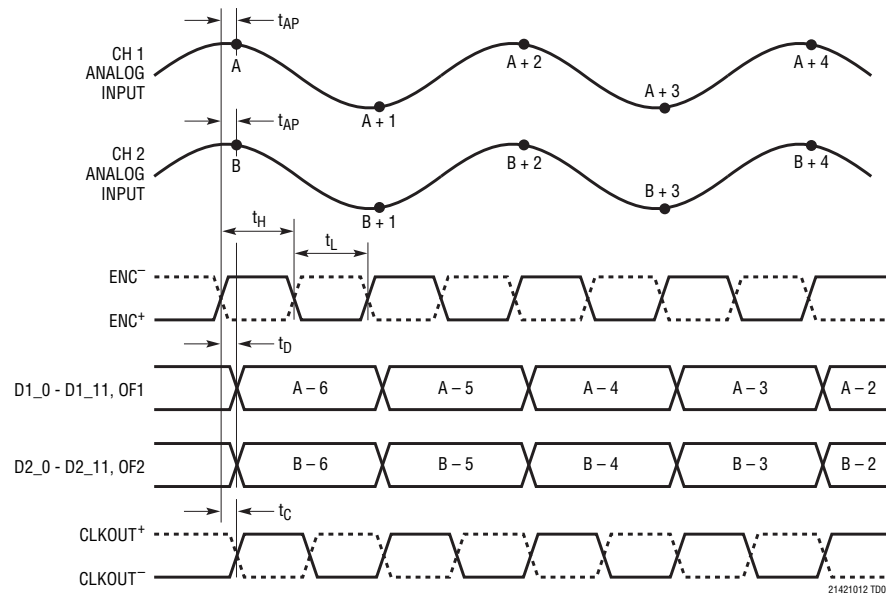 t_AP
CH 1
ANALOG
INPUT
A
A + 1
A + 2
A + 3
A + 4
t_AP
CH 2
ANALOG
INPUT
B
B + 1
B + 2
B + 3
B + 4
t_H
t_L
ENC⁻
ENC⁺
t_D
D1_0 - D1_11, OF1
A – 6
A – 5
A – 4
A – 3
A – 2
D2_0 - D2_11, OF2
B – 6
B – 5
B – 4
B – 3
B – 2
t_C
CLKOUT⁺
CLKOUT⁻
21421012 TD0